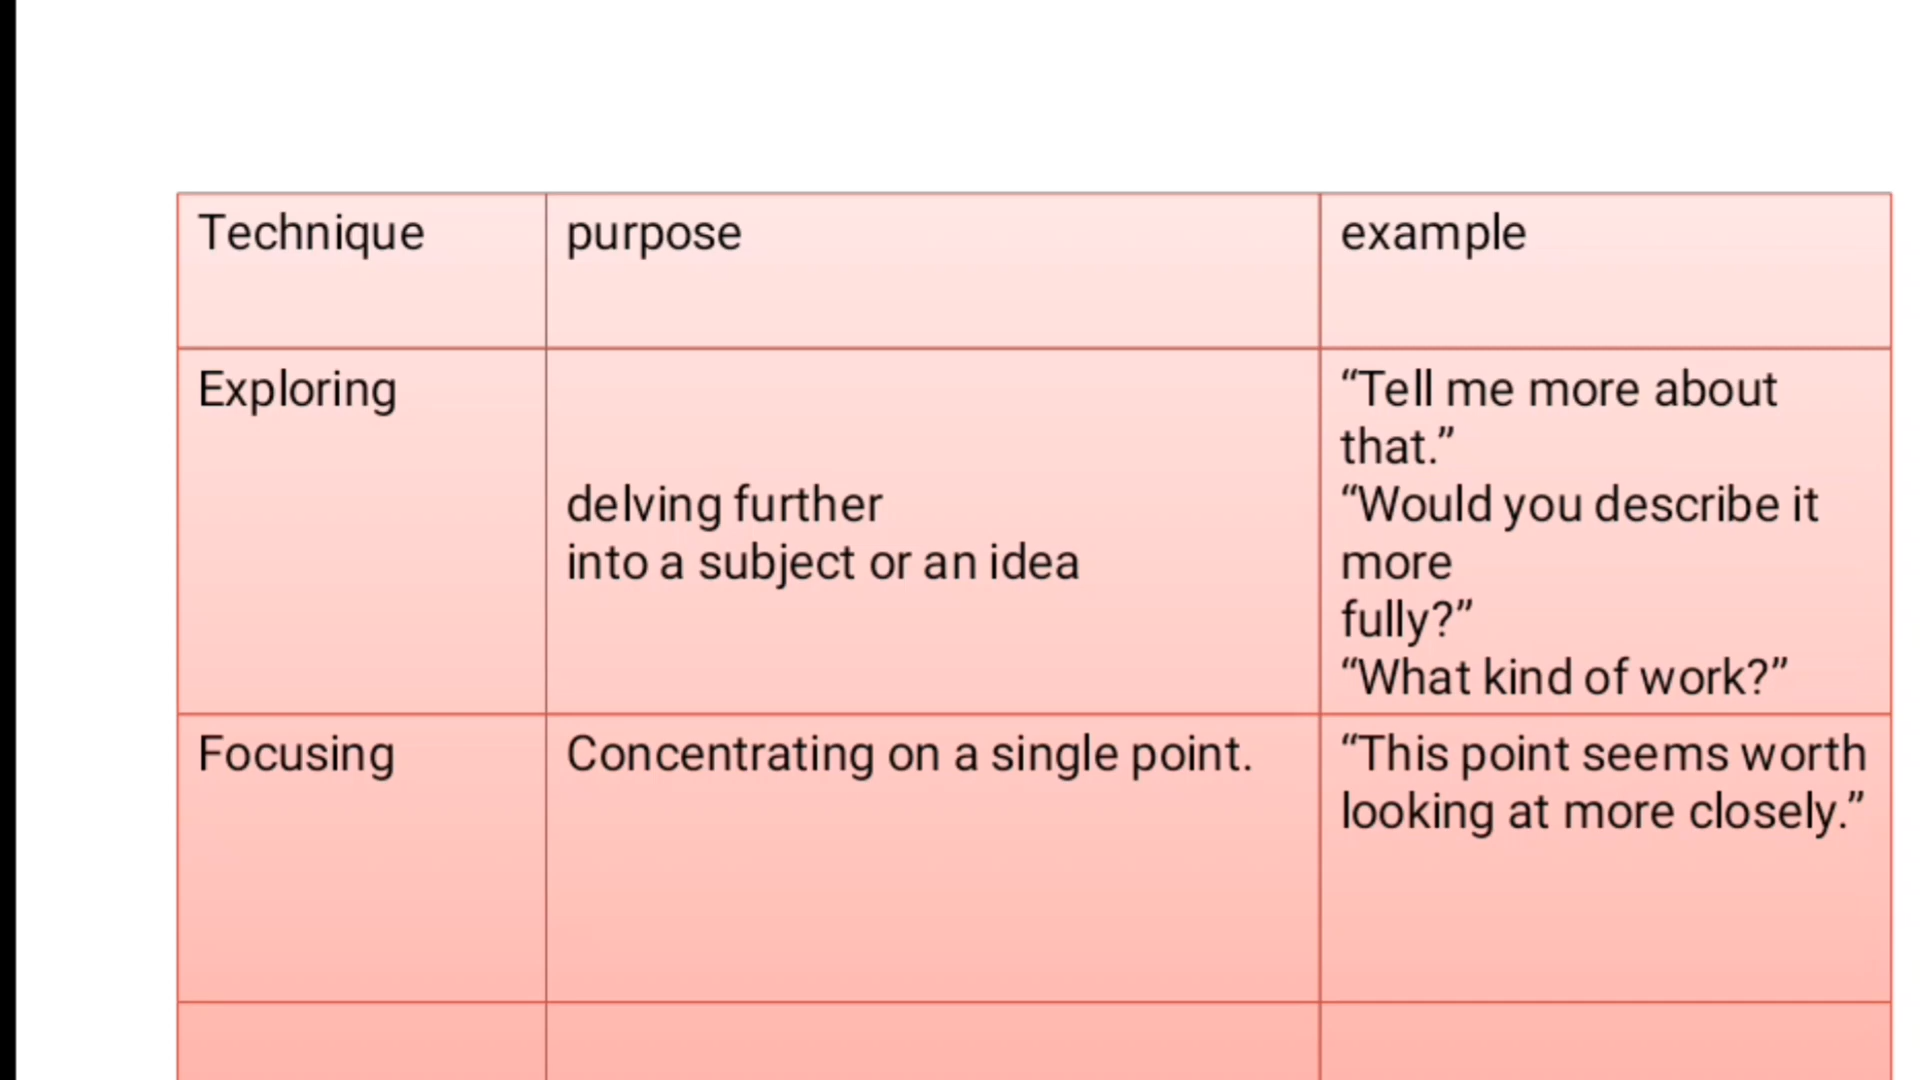 Technique
purpose
example
Exploring
delving further
into a subject or an idea
“Tell me more about
that.”
“Would you describe it
more
fully?”
“What kind of work?”
Focusing
Concentrating on a single point.
“This point seems worth
looking at more closely.”